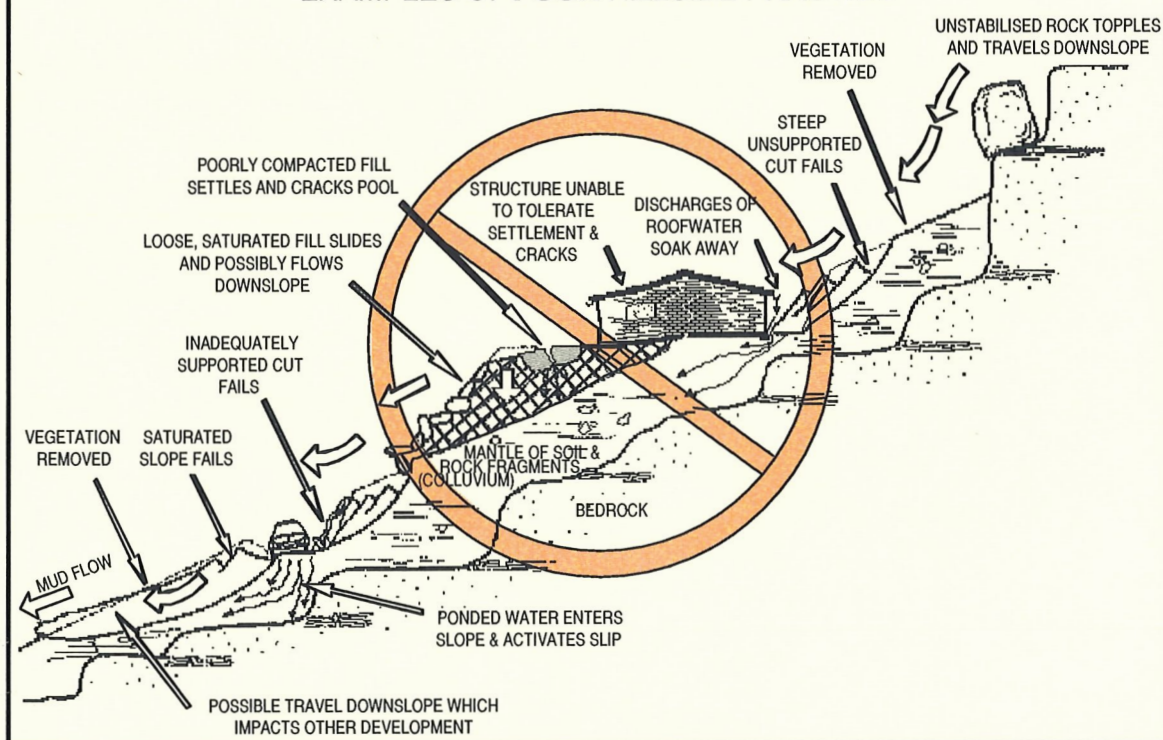 UNSTABILISED ROCK TOPPLES
AND TRAVELS DOWNSLOPE
VEGETATION
REMOVED
STEEP
UNSUPPORTED
CUT FAILS
POORLY COMPACTED FILL
SETTLES AND CRACKS POOL
STRUCTURE UNABLE
TO TOLERATE
SETTLEMENT &
CRACKS
DISCHARGES OF
ROOFWATER
SOAK AWAY
LOOSE, SATURATED FILL SLIDES
AND POSSIBLY FLOWS
DOWNSLOPE
INADEQUATELY
SUPPORTED CUT
FAILS
VEGETATION
REMOVED
SATURATED
SLOPE FAILS
MANTLE OF SOIL &
ROCK FRAGMENTS
(COLLUVIUM)
BEDROCK
MUD FLOW
PONDED WATER ENTERS
SLOPE & ACTIVATES SLIP
POSSIBLE TRAVEL DOWNSLOPE WHICH
IMPACTS OTHER DEVELOPMENT